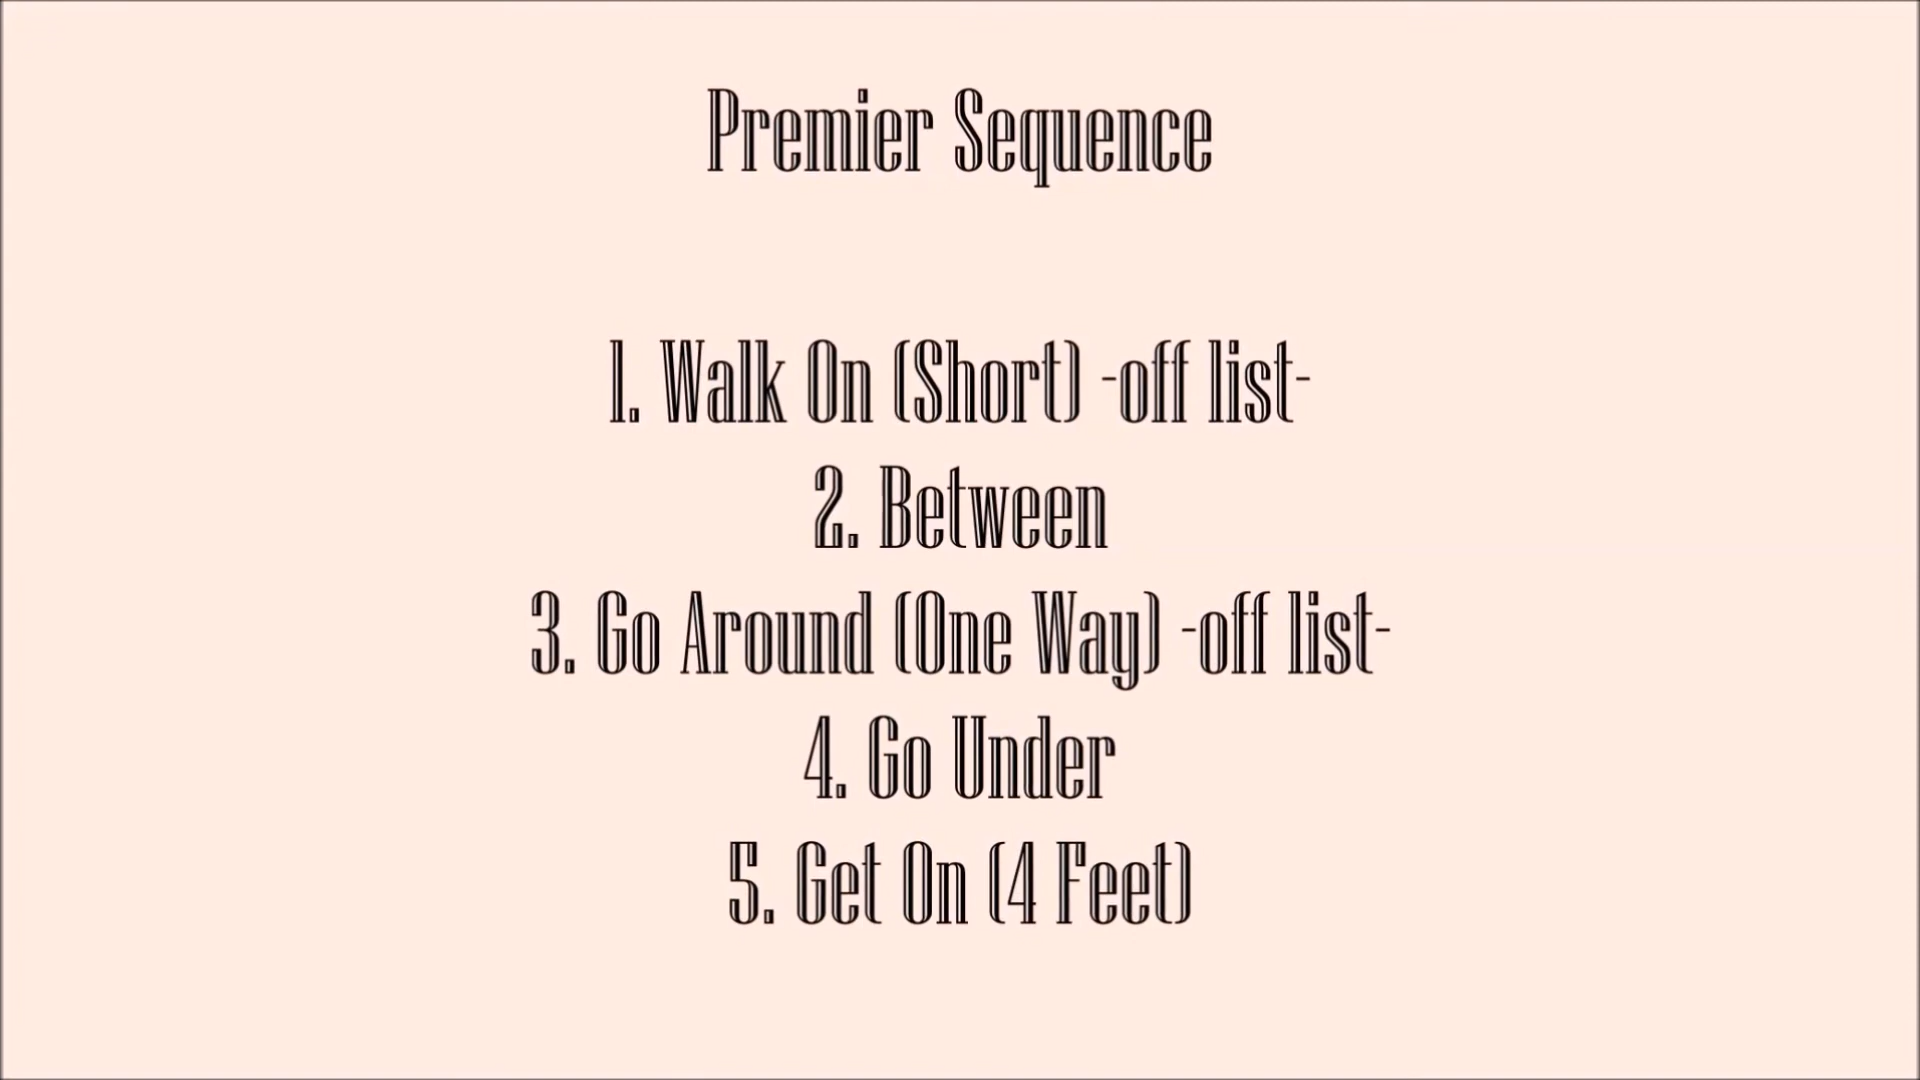 Premier Sequence
1. Walk On (Short) -off list-
2. Between
3. Go Around (One Way) -off list-
4. Go Under
5. Get On (4 Feet)